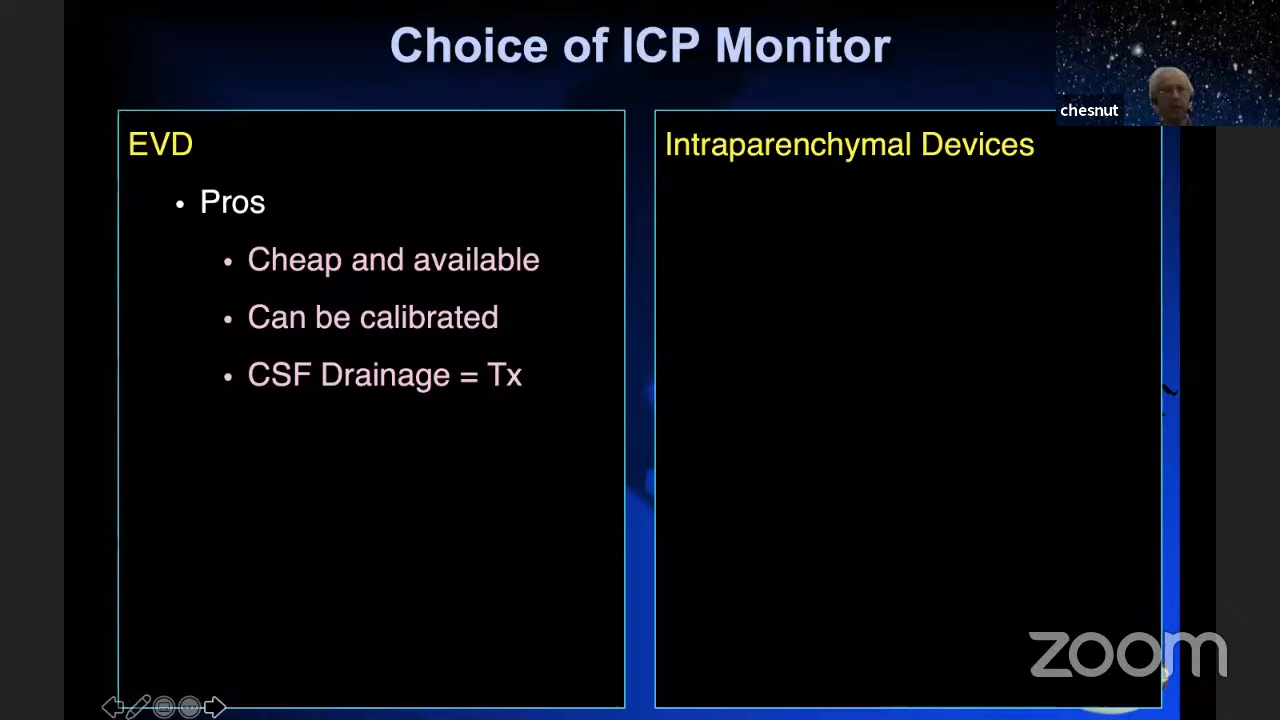 Choice of ICP Monitor
chesnut
EVD
• Pros
• Cheap and available
• Can be calibrated
• CSF Drainage = Tx
Intraparenchymal Devices
zoom